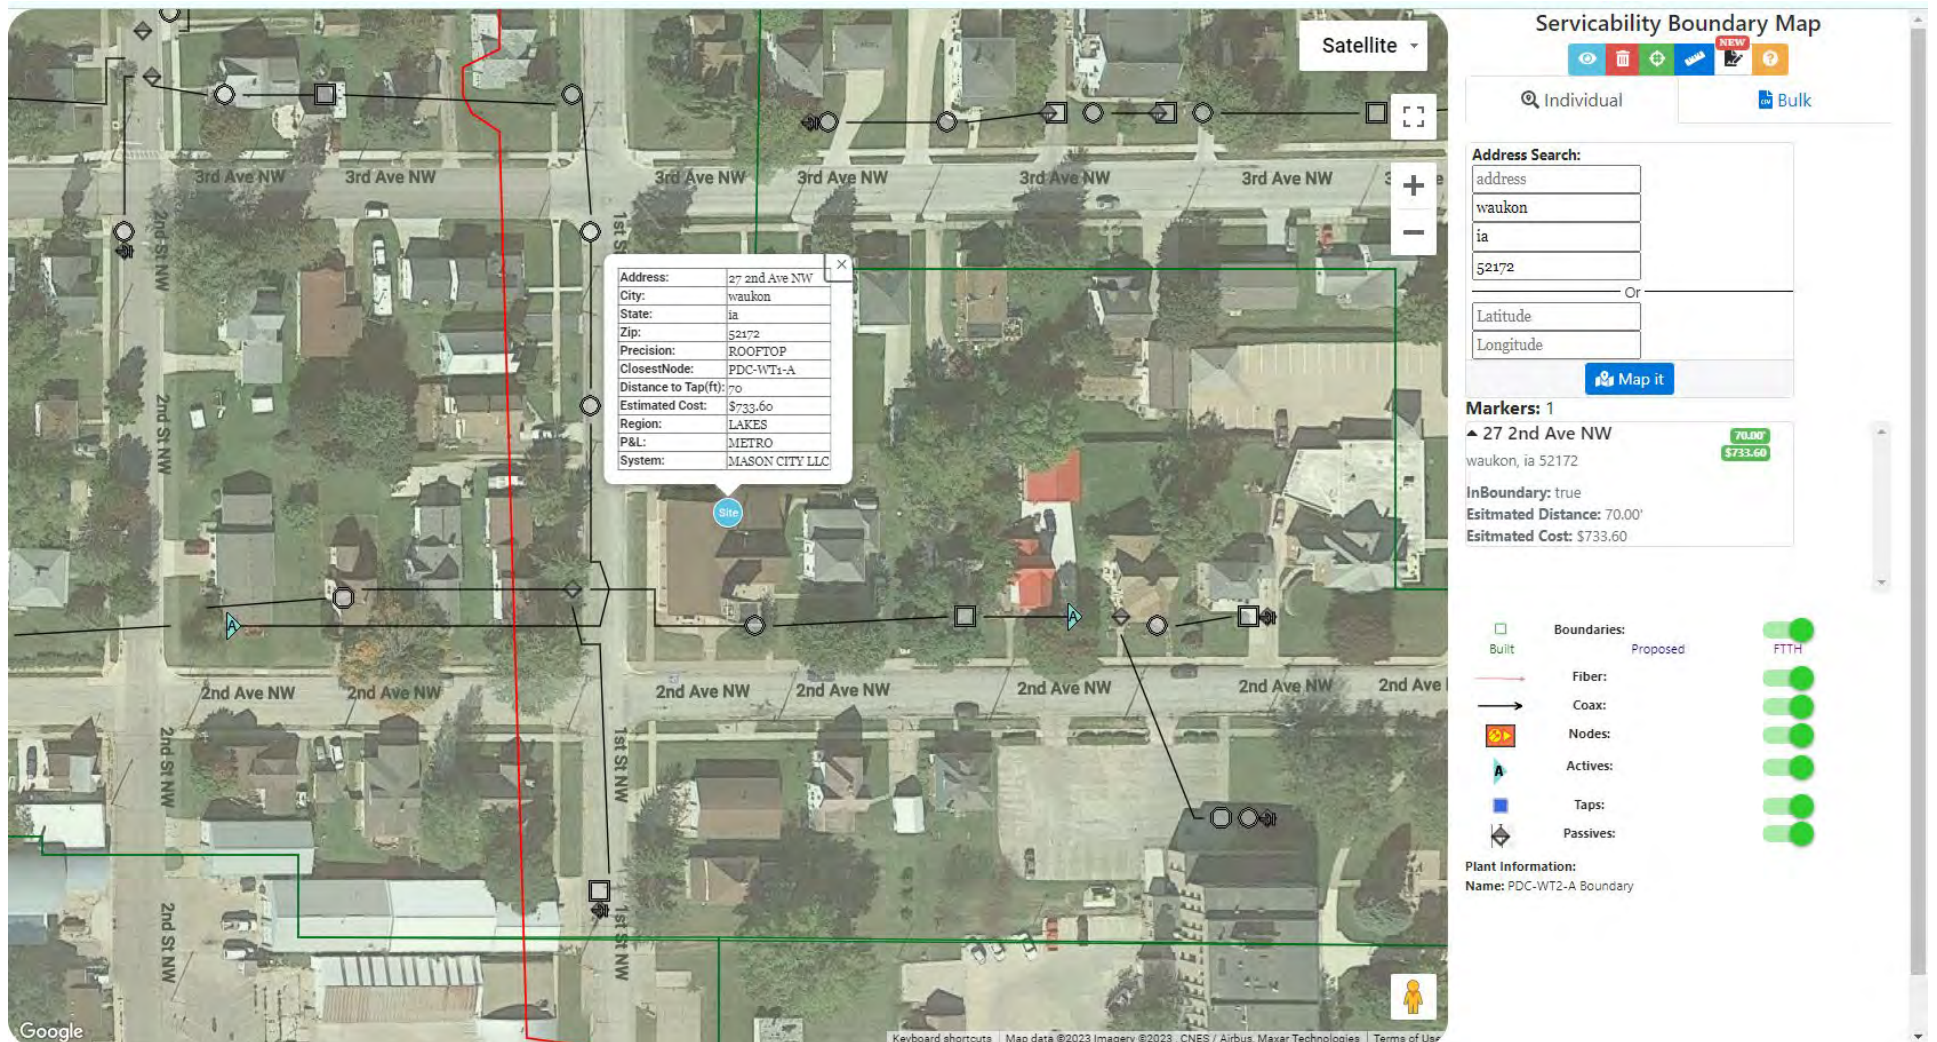 Satellite
3rd Ave NW
3rd Ave NW
3rd Ave NW
3rd Ave NW
3rd Ave NW
3rd Ave NW
2nd St NW
1st S
2nd St NW
Address: 27 2nd Ave NW
City: waukon
State: ia
Zip: 52172
Precision: ROOFTOP
ClosestNode: PDC-WT1-A
Distance to Tap(ft): 70
Estimated Cost: $733.60
Region: LAKES
P&L: METRO
System: MASON CITY LLC
Site
A
A
2nd Ave NW
2nd Ave NW
2nd Ave NW
2nd Ave NW
2nd Ave NW
2nd Ave NW
2nd Ave
2nd St NW
1st St NW
2nd St NW
1st St NW
Google
Keyboard shortcuts
Map data ©2023 Imagery ©2023 , CNES / Airbus, Maxar Technologies
Terms of Use
Servicability Boundary Map
NEW
Individual
Bulk
Address Search:
address
waukon
ia
52172
Or
Latitude
Longitude
Map it
Markers: 1
27 2nd Ave NW
70.00'
$733.60
waukon, ia 52172
InBoundary: true
Esitmated Distance: 70.00'
Esitmated Cost: $733.60
Boundaries:
Built
Proposed
FTTH
Fiber:
Coax:
Nodes:
A
Actives:
Taps:
Passives:
Plant Information:
Name: PDC-WT2-A Boundary